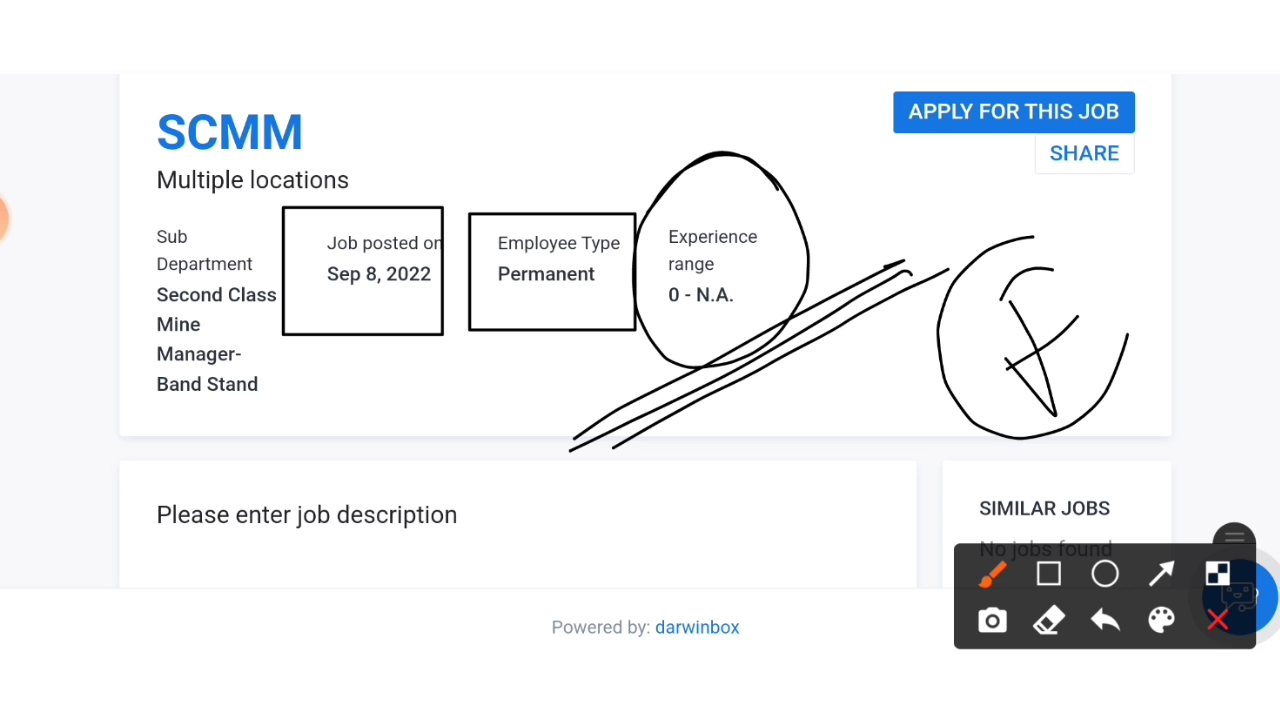 SCMM
APPLY FOR THIS JOB
SHARE
Multiple locations
Sub
Department
Second Class
Mine
Manager-
Band Stand
Job posted on
Sep 8, 2022
Employee Type
Permanent
Experience
range
0 - N.A.
Please enter job description
SIMILAR JOBS
No jobs found
Powered by: darwinbox